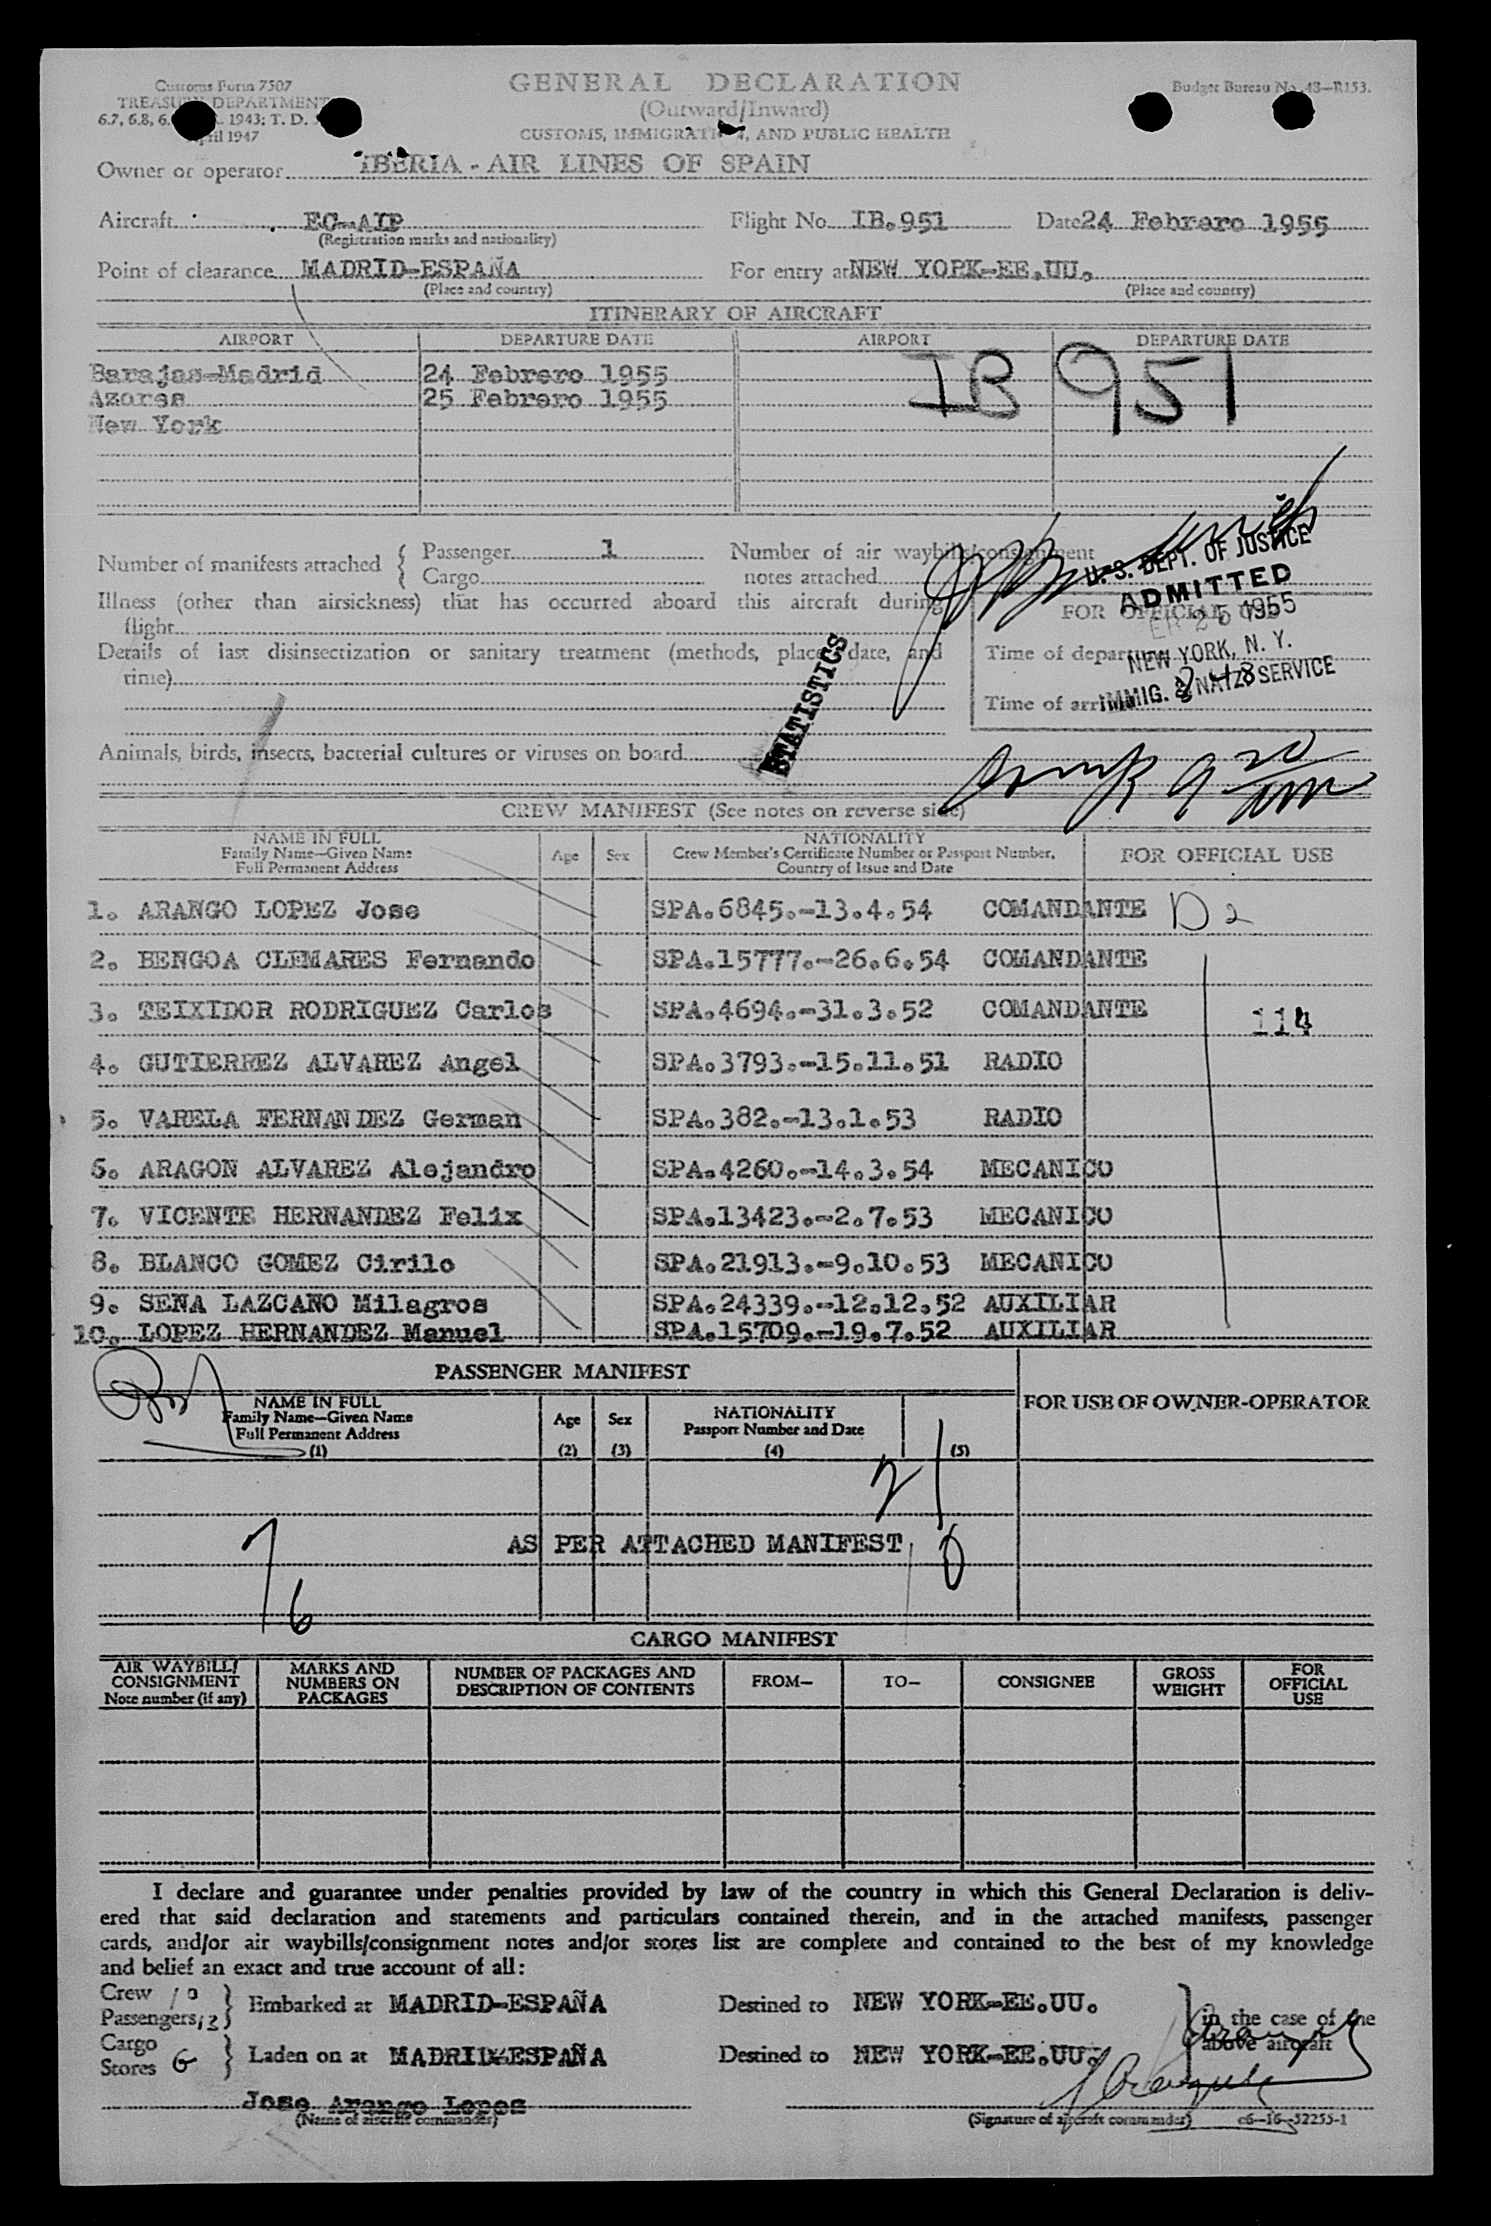 Customs Form 7507
TREASURY DEPARTMENT
6.7, 6.8, 6. 1943; T. D.
April 1947
GENERAL DECLARATION
(Outward/Inward)
CUSTOMS, IMMIGRATION, AND PUBLIC HEALTH
Budget Bureau No. 48—R153.
Owner or operator IBERIA - AIR LINES OF SPAIN
Aircraft EC-AIP Flight No. IB.951 Date 24 Febrero 1955
(Registration marks and nationality)
Point of clearance MADRID-ESPAÑA For entry at NEW YORK-EE.UU.
(Place and country) (Place and country)
ITINERARY OF AIRCRAFT
AIRPORT DEPARTURE DATE AIRPORT DEPARTURE DATE
Barajas-Madrid 24 Febrero 1955
Azores 25 Febrero 1955
New York
IB 951
Number of manifests attached { Passenger 1 Number of air waybills/consignment
Cargo notes attached
Illness (other than airsickness) that has occurred aboard this aircraft during
flight
Details of last disinsectization or sanitary treatment (methods, place, date, and
time)
FOR OFFICIAL USE
Time of departure
Time of arrival
U. S. DEPT. OF JUSTICE
ADMITTED
25 1955
NEW YORK, N. Y.
IMMIG. & NATZ. SERVICE
STATISTICS
Animals, birds, insects, bacterial cultures or viruses on board
CREW MANIFEST (See notes on reverse side)
NAME IN FULL
Family Name—Given Name
Full Permanent Address
Age Sex
NATIONALITY
Crew Member's Certificate Number or Passport Number,
Country of Issue and Date
FOR OFFICIAL USE
1. ARANGO LOPEZ Jose SPA.6845.-13.4.54 COMANDANTE D 2
2. BENGOA CLEMARES Fernando SPA.15777.-26.6.54 COMANDANTE
3. TEIXIDOR RODRIGUEZ Carlos SPA.4694.-31.3.52 COMANDANTE 114
4. GUTIERREZ ALVAREZ Angel SPA.3793.-15.11.51 RADIO
5. VARELA FERNANDEZ German SPA.382.-13.1.53 RADIO
6. ARAGON ALVAREZ Alejandro SPA.4260.-14.3.54 MECANICO
7. VICENTE HERNANDEZ Felix SPA.13423.-2.7.53 MECANICO
8. BLANCO GOMEZ Cirilo SPA.21913.-9.10.53 MECANICO
9. SENA LAZCANO Milagros SPA.24339.-12.12.52 AUXILIAR
10. LOPEZ HERNANDEZ Manuel SPA.15709.-19.7.52 AUXILIAR
PASSENGER MANIFEST
NAME IN FULL
Family Name—Given Name
Full Permanent Address
(1)
Age
(2)
Sex
(3)
NATIONALITY
Passport Number and Date
(4)
(5)
FOR USE OF OWNER-OPERATOR
AS PER ATTACHED MANIFEST
CARGO MANIFEST
AIR WAYBILL/
CONSIGNMENT
Note number (if any)
MARKS AND
NUMBERS ON
PACKAGES
NUMBER OF PACKAGES AND
DESCRIPTION OF CONTENTS
FROM—
TO—
CONSIGNEE
GROSS
WEIGHT
FOR
OFFICIAL
USE
I declare and guarantee under penalties provided by law of the country in which this General Declaration is deliv-
ered that said declaration and statements and particulars contained therein, and in the attached manifests, passenger
cards, and/or air waybills/consignment notes and/or stores list are complete and contained to the best of my knowledge
and belief an exact and true account of all:
Crew 10
Passengers 12 } Embarked at MADRID-ESPAÑA Destined to NEW YORK-EE.UU.
Cargo
Stores G } Laden on at MADRID-ESPAÑA Destined to NEW YORK-EE.UU.
in the case of the
above aircraft
Jose Arango Lopez
(Name of aircraft commander) (Signature of aircraft commander) c6—16—52255-1